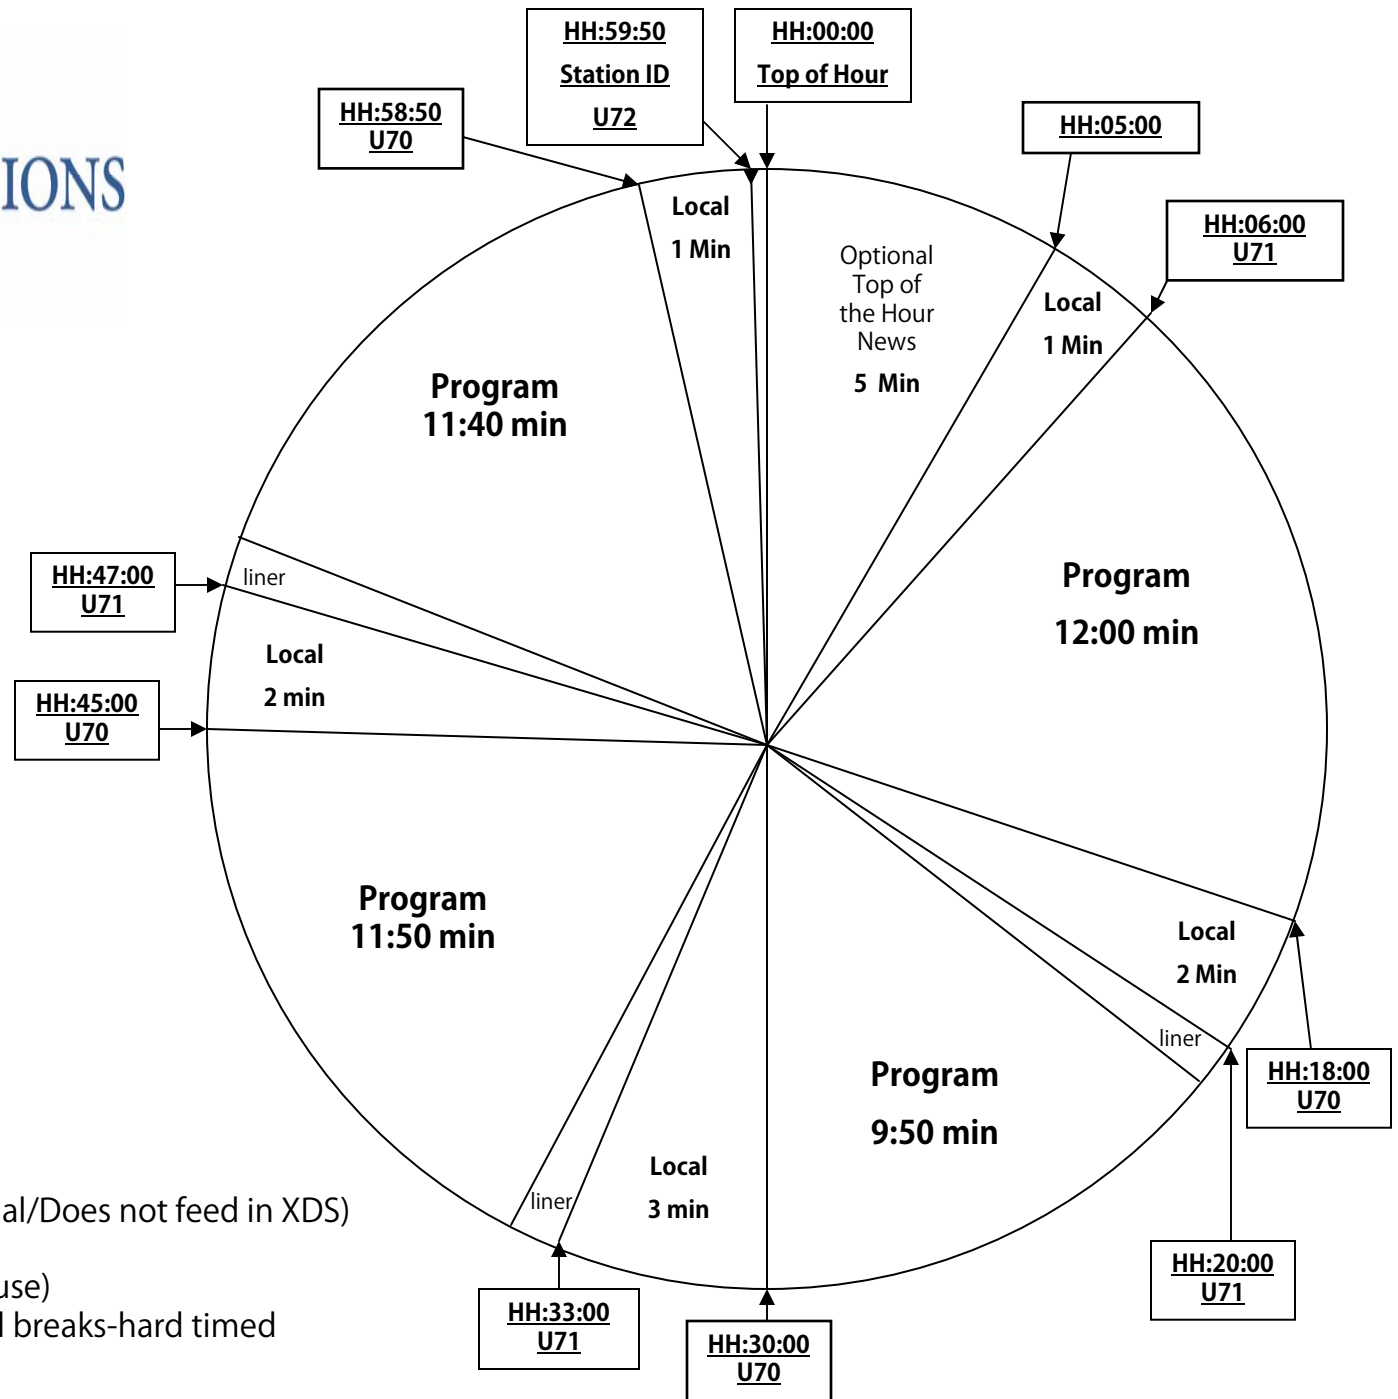 HH:59:50
Station ID
U72
HH:00:00
Top of Hour
HH:58:50
U70
HH:05:00
IONS
HH:06:00
U71
Local
1 Min
Optional
Top of
the Hour
News
5 Min
Local
1 Min
Program
11:40 min
HH:47:00
U71
liner
Program
12:00 min
Local
2 min
HH:45:00
U70
Program
11:50 min
Local
2 Min
liner
HH:18:00
U70
Program
9:50 min
Local
3 min
liner
al/Does not feed in XDS)
use)
l breaks-hard timed
HH:20:00
U71
HH:33:00
U71
HH:30:00
U70